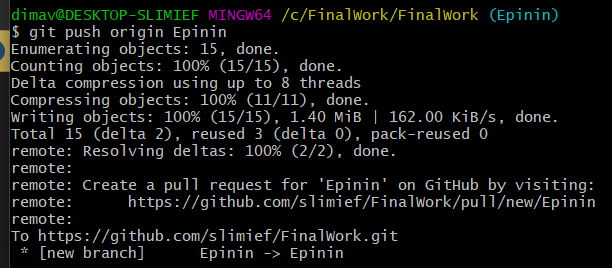 dimav@DESKTOP-SLIMIEF MINGW64 /c/FinalWork/FinalWork (Epinin)
$ git push origin Epinin
Enumerating objects: 15, done.
Counting objects: 100% (15/15), done.
Delta compression using up to 8 threads
Compressing objects: 100% (11/11), done.
Writing objects: 100% (15/15), 1.40 MiB | 162.00 KiB/s, done.
Total 15 (delta 2), reused 3 (delta 0), pack-reused 0
remote: Resolving deltas: 100% (2/2), done.
remote:
remote: Create a pull request for 'Epinin' on GitHub by visiting:
remote:      https://github.com/slimief/FinalWork/pull/new/Epinin
remote:
To https://github.com/slimief/FinalWork.git
 * [new branch]      Epinin -> Epinin